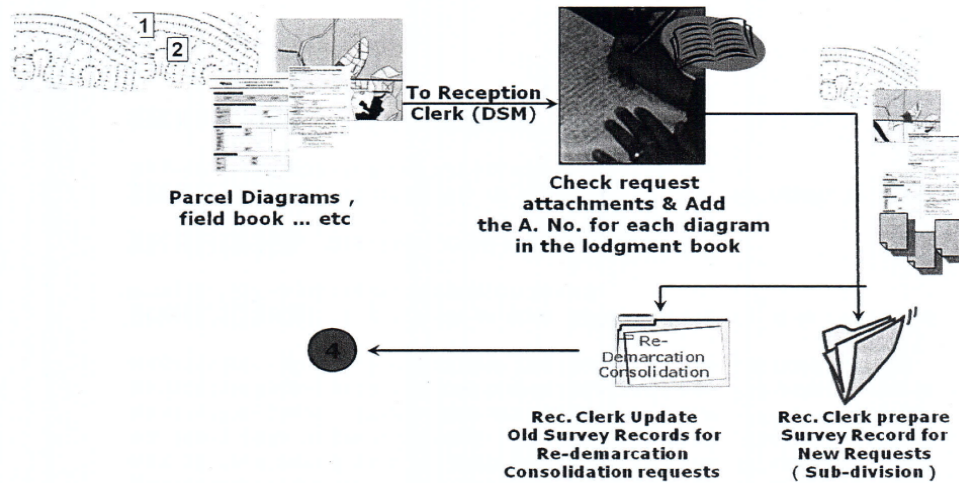 1
2
To Reception
Clerk (DSM)
Parcel Diagrams ,
field book ... etc
Check request
attachments & Add
the A. No. for each diagram
in the lodgment book
4
Re-
Demarcation
Consolidation
Rec. Clerk Update
Old Survey Records for
Re-demarcation
Consolidation requests
Rec. Clerk prepare
Survey Record for
New Requests
( Sub-division )